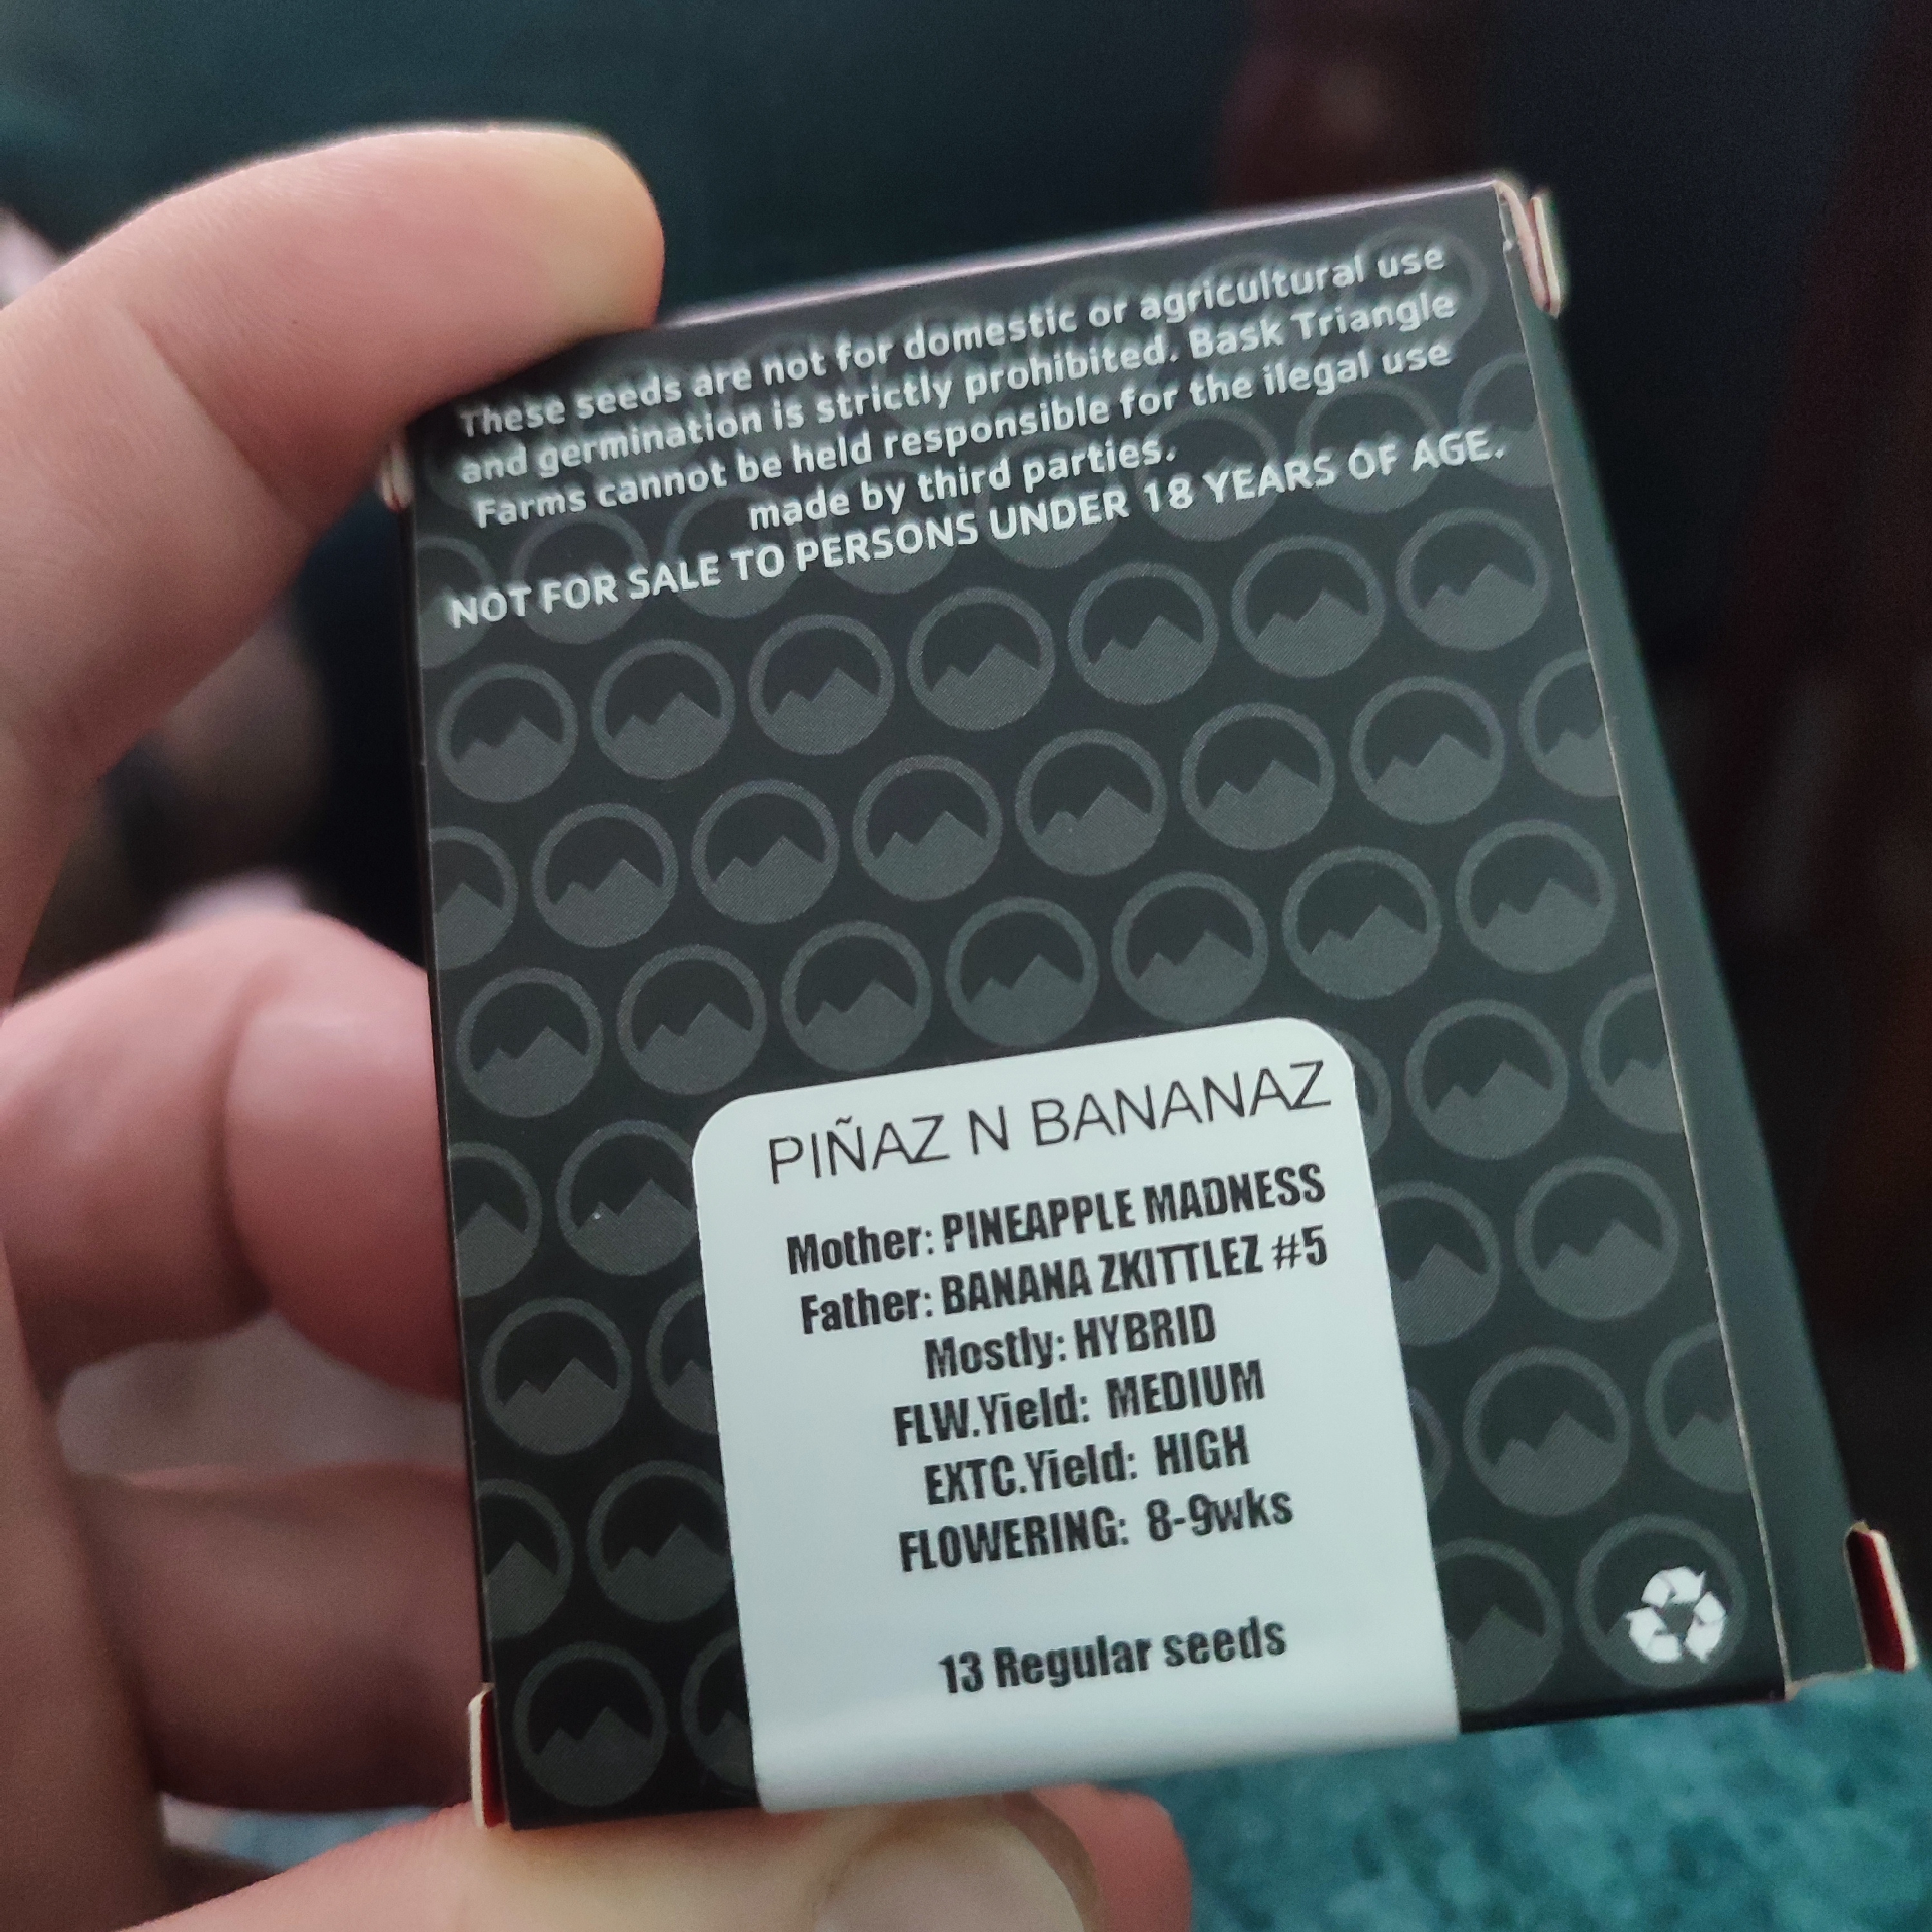 These seeds are not for domestic or agricultural use
and germination is strictly prohibited. Bask Triangle
Farms cannot be held responsible for the ilegal use
made by third parties.
NOT FOR SALE TO PERSONS UNDER 18 YEARS OF AGE.
PIÑAZ N BANANAZ
Mother: PINEAPPLE MADNESS
Father: BANANA ZKITTLEZ #5
Mostly: HYBRID
FLW.Yield: MEDIUM
EXTC.Yield: HIGH
FLOWERING: 8-9wks
13 Regular seeds